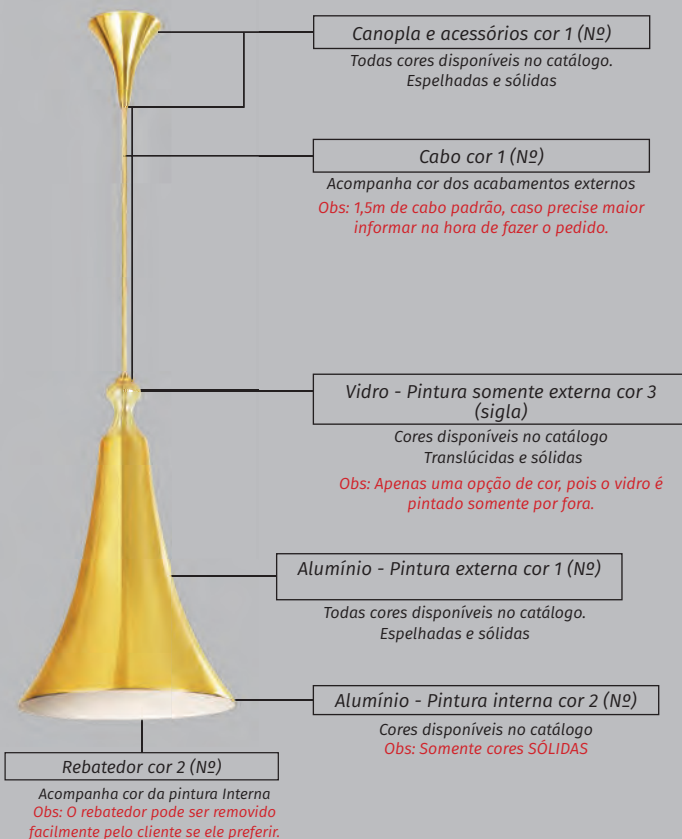 Canopla e acessórios cor 1 (Nº)
Todas cores disponíveis no catálogo.
Espelhadas e sólidas
Cabo cor 1 (Nº)
Acompanha cor dos acabamentos externos
Obs: 1,5m de cabo padrão, caso precise maior
informar na hora de fazer o pedido.
Vidro - Pintura somente externa cor 3
(sigla)
Cores disponíveis no catálogo
Translúcidas e sólidas
Obs: Apenas uma opção de cor, pois o vidro é
pintado somente por fora.
Alumínio - Pintura externa cor 1 (Nº)
Todas cores disponíveis no catálogo.
Espelhadas e sólidas
Alumínio - Pintura interna cor 2 (Nº)
Cores disponíveis no catálogo
Obs: Somente cores SÓLIDAS
Rebatedor cor 2 (Nº)
Acompanha cor da pintura Interna
Obs: O rebatedor pode ser removido
facilmente pelo cliente se ele preferir.